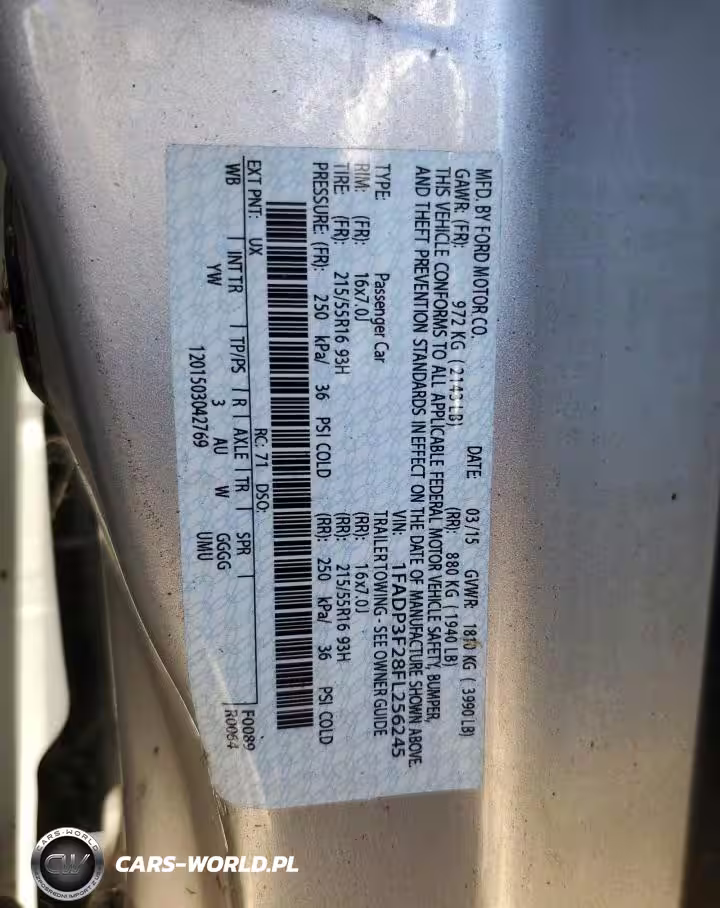 MFD. BY FORD MOTOR CO.
DATE 03/15 GVWR: KG ( 3990 LB)
GAWR: (FR): 972 KG ( 2143 LB) (RR): 880 KG ( 1940 LB)
THIS VEHICLE CONFORMS TO ALL APPLICABLE FEDERAL MOTOR VEHICLE SAFETY, BUMPER,
AND THEFT PREVENTION STANDARDS IN EFFECT ON THE DATE OF MANUFACTURE SHOWN ABOVE.
VIN: 1FADP3F28FL256245
TYPE: Passenger Car TRAILER TOWING - SEE OWNER GUIDE
RIM: (FR): 16x7.0J (RR): 16x7.0J
TIRE: (FR): 215/55R16 93H (RR): 215/55R16 93H
PRESSURE: (FR): 250 kPa/ 36 PSI COLD (RR): 250 kPa/ 36 PSI COLD
EXT PNT: UX RC: 71 DSO: F0089
WB INT TR TP/PS R AXLE TR SPR R0064
YW 3 AU W GGGG
1201503042769 UMU
CARS-WORLD
CW
CARS-WORLD.PL